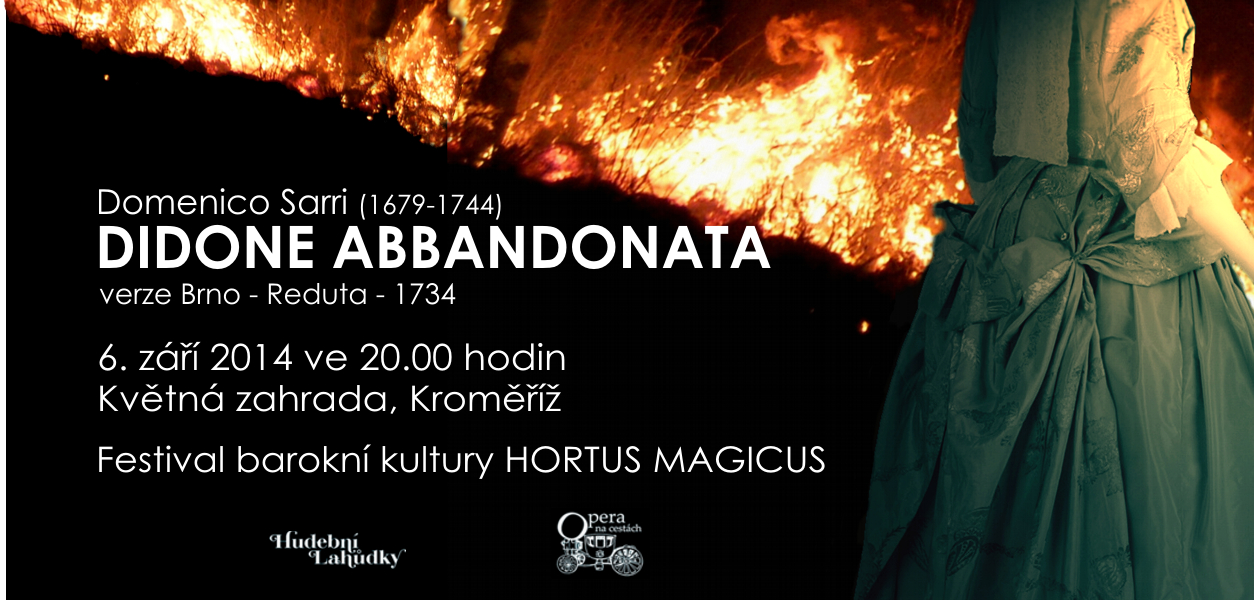 Domenico Sarri (1679-1744)
DIDONE ABBANDONATA
verze Brno - Reduta - 1734
6. září 2014 ve 20.00 hodin
Květná zahrada, Kroměříž
Festival barokní kultury HORTUS MAGICUS
Hudební
Lahůdky
Opera
na cestách